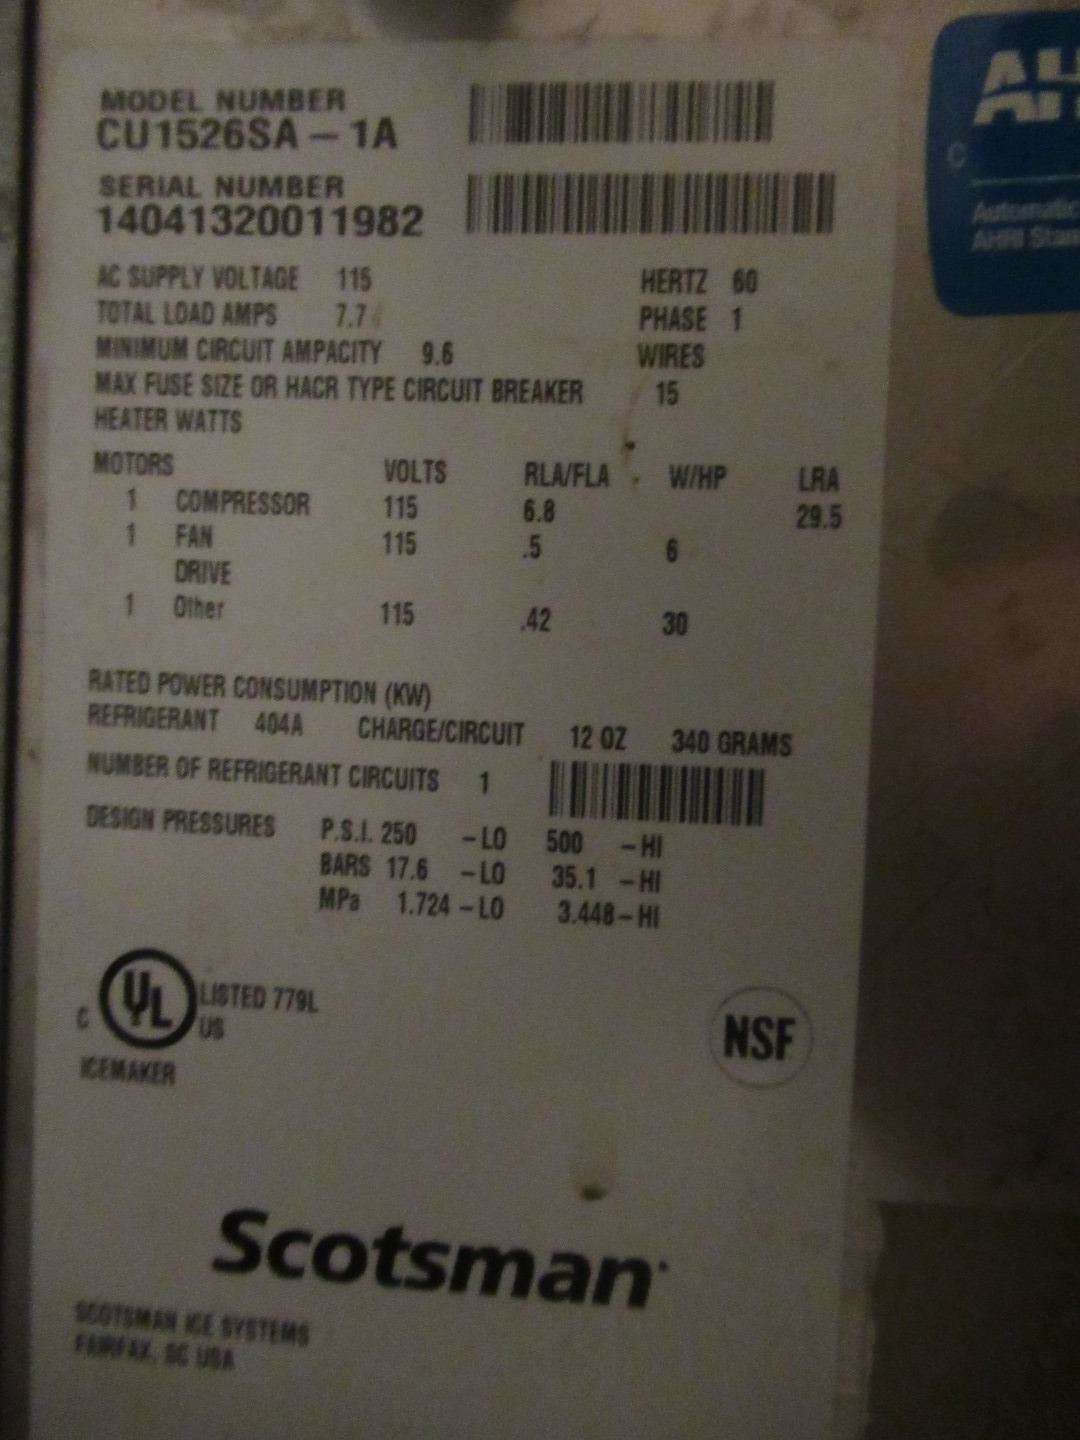 MODEL NUMBER
CU1526SA – 1A
SERIAL NUMBER
14041320011982
AC SUPPLY VOLTAGE 115 HERTZ 60
TOTAL LOAD AMPS 7.7 PHASE 1
MINIMUM CIRCUIT AMPACITY 9.6 WIRES
MAX FUSE SIZE OR HACR TYPE CIRCUIT BREAKER 15
HEATER WATTS
MOTORS VOLTS RLA/FLA W/HP LRA
1 COMPRESSOR 115 6.8 29.5
1 FAN 115 .5 6
DRIVE
1 Other 115 .42 30
RATED POWER CONSUMPTION (KW)
REFRIGERANT 404A CHARGE/CIRCUIT 12 OZ 340 GRAMS
NUMBER OF REFRIGERANT CIRCUITS 1
DESIGN PRESSURES P.S.I. 250 – LO 500 – HI
BARS 17.6 – LO 35.1 – HI
MPa 1.724 – LO 3.448 – HI
C UL LISTED 779L
US
ICEMAKER
NSF
Scotsman
SCOTSMAN ICE SYSTEMS
FAIRFAX, SC USA
C
Automatic
AHRI